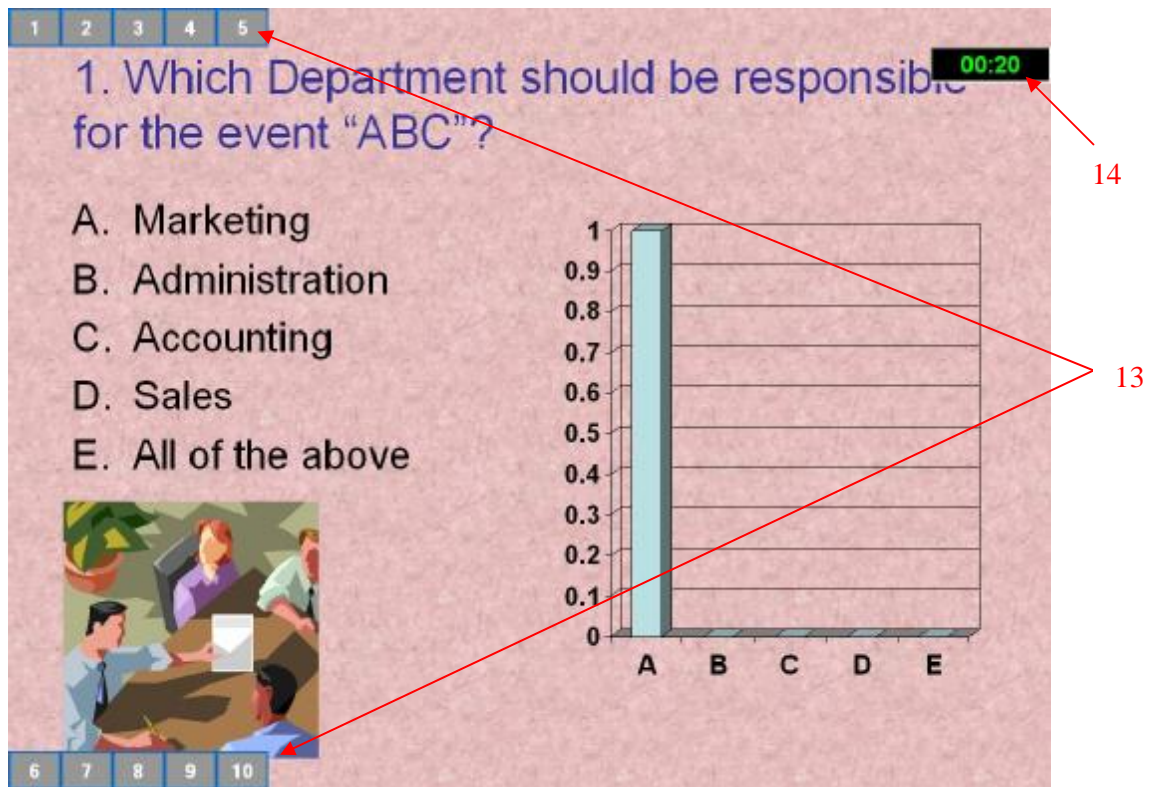 1 2 3 4 5
00:20
1. Which Department should be responsible
for the event “ABC”?
14
A. Marketing
B. Administration
C. Accounting
D. Sales
E. All of the above
1
0.9
0.8
0.7
0.6
0.5
0.4
0.3
0.2
0.1
0
A B C D E
13
6 7 8 9 10